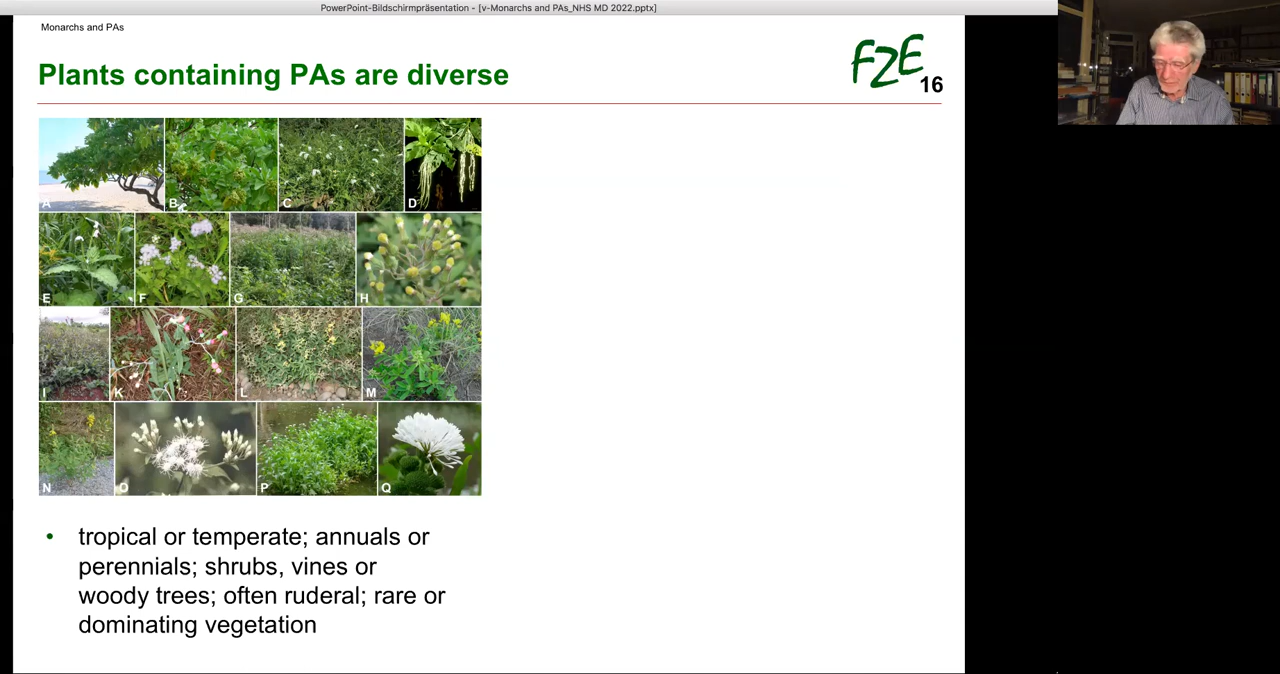 PowerPoint-Bildschirmpräsentation - [v-Monarchs and PAs_NHS MD 2022.pptx]
Monarchs and PAs
Plants containing PAs are diverse
FZE
16
A
B
C
D
E
F
G
H
I
K
L
M
N
O
P
Q
• tropical or temperate; annuals or
perennials; shrubs, vines or
woody trees; often ruderal; rare or
dominating vegetation